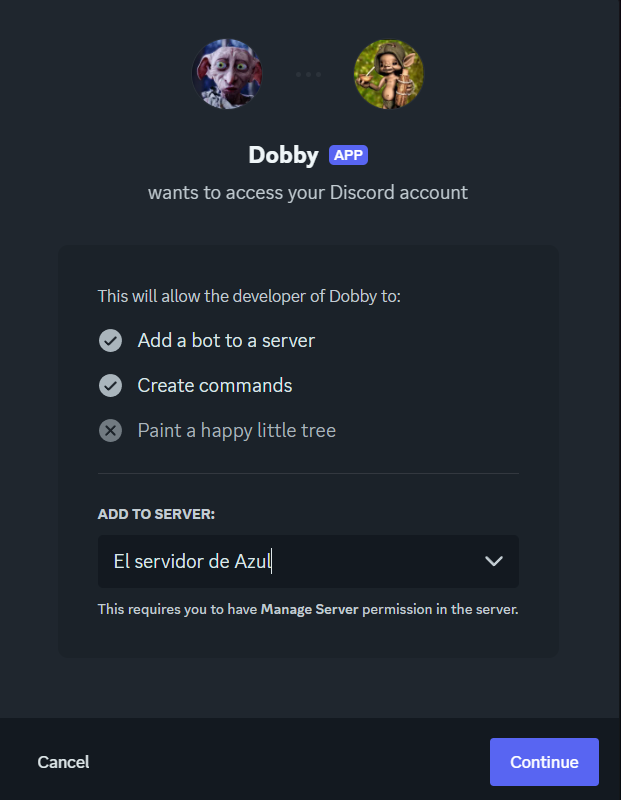 Dobby APP
wants to access your Discord account
This will allow the developer of Dobby to:
Add a bot to a server
Create commands
Paint a happy little tree
ADD TO SERVER:
El servidor de Azul
This requires you to have Manage Server permission in the server.
Cancel
Continue